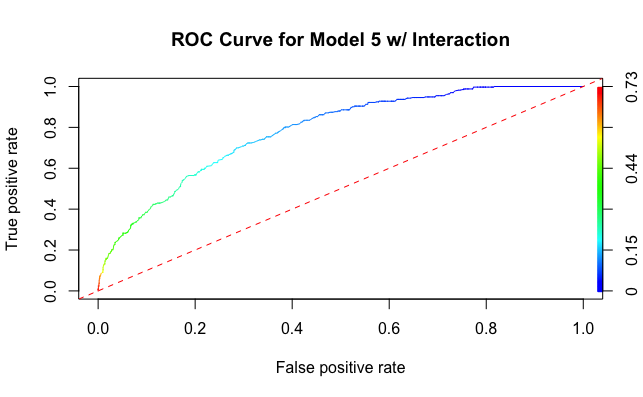 ROC Curve for Model 5 w/ Interaction
True positive rate
1.0
0.8
0.6
0.4
0.2
0.0
0.73
0.44
0.15
0
0.0 0.2 0.4 0.6 0.8 1.0
False positive rate